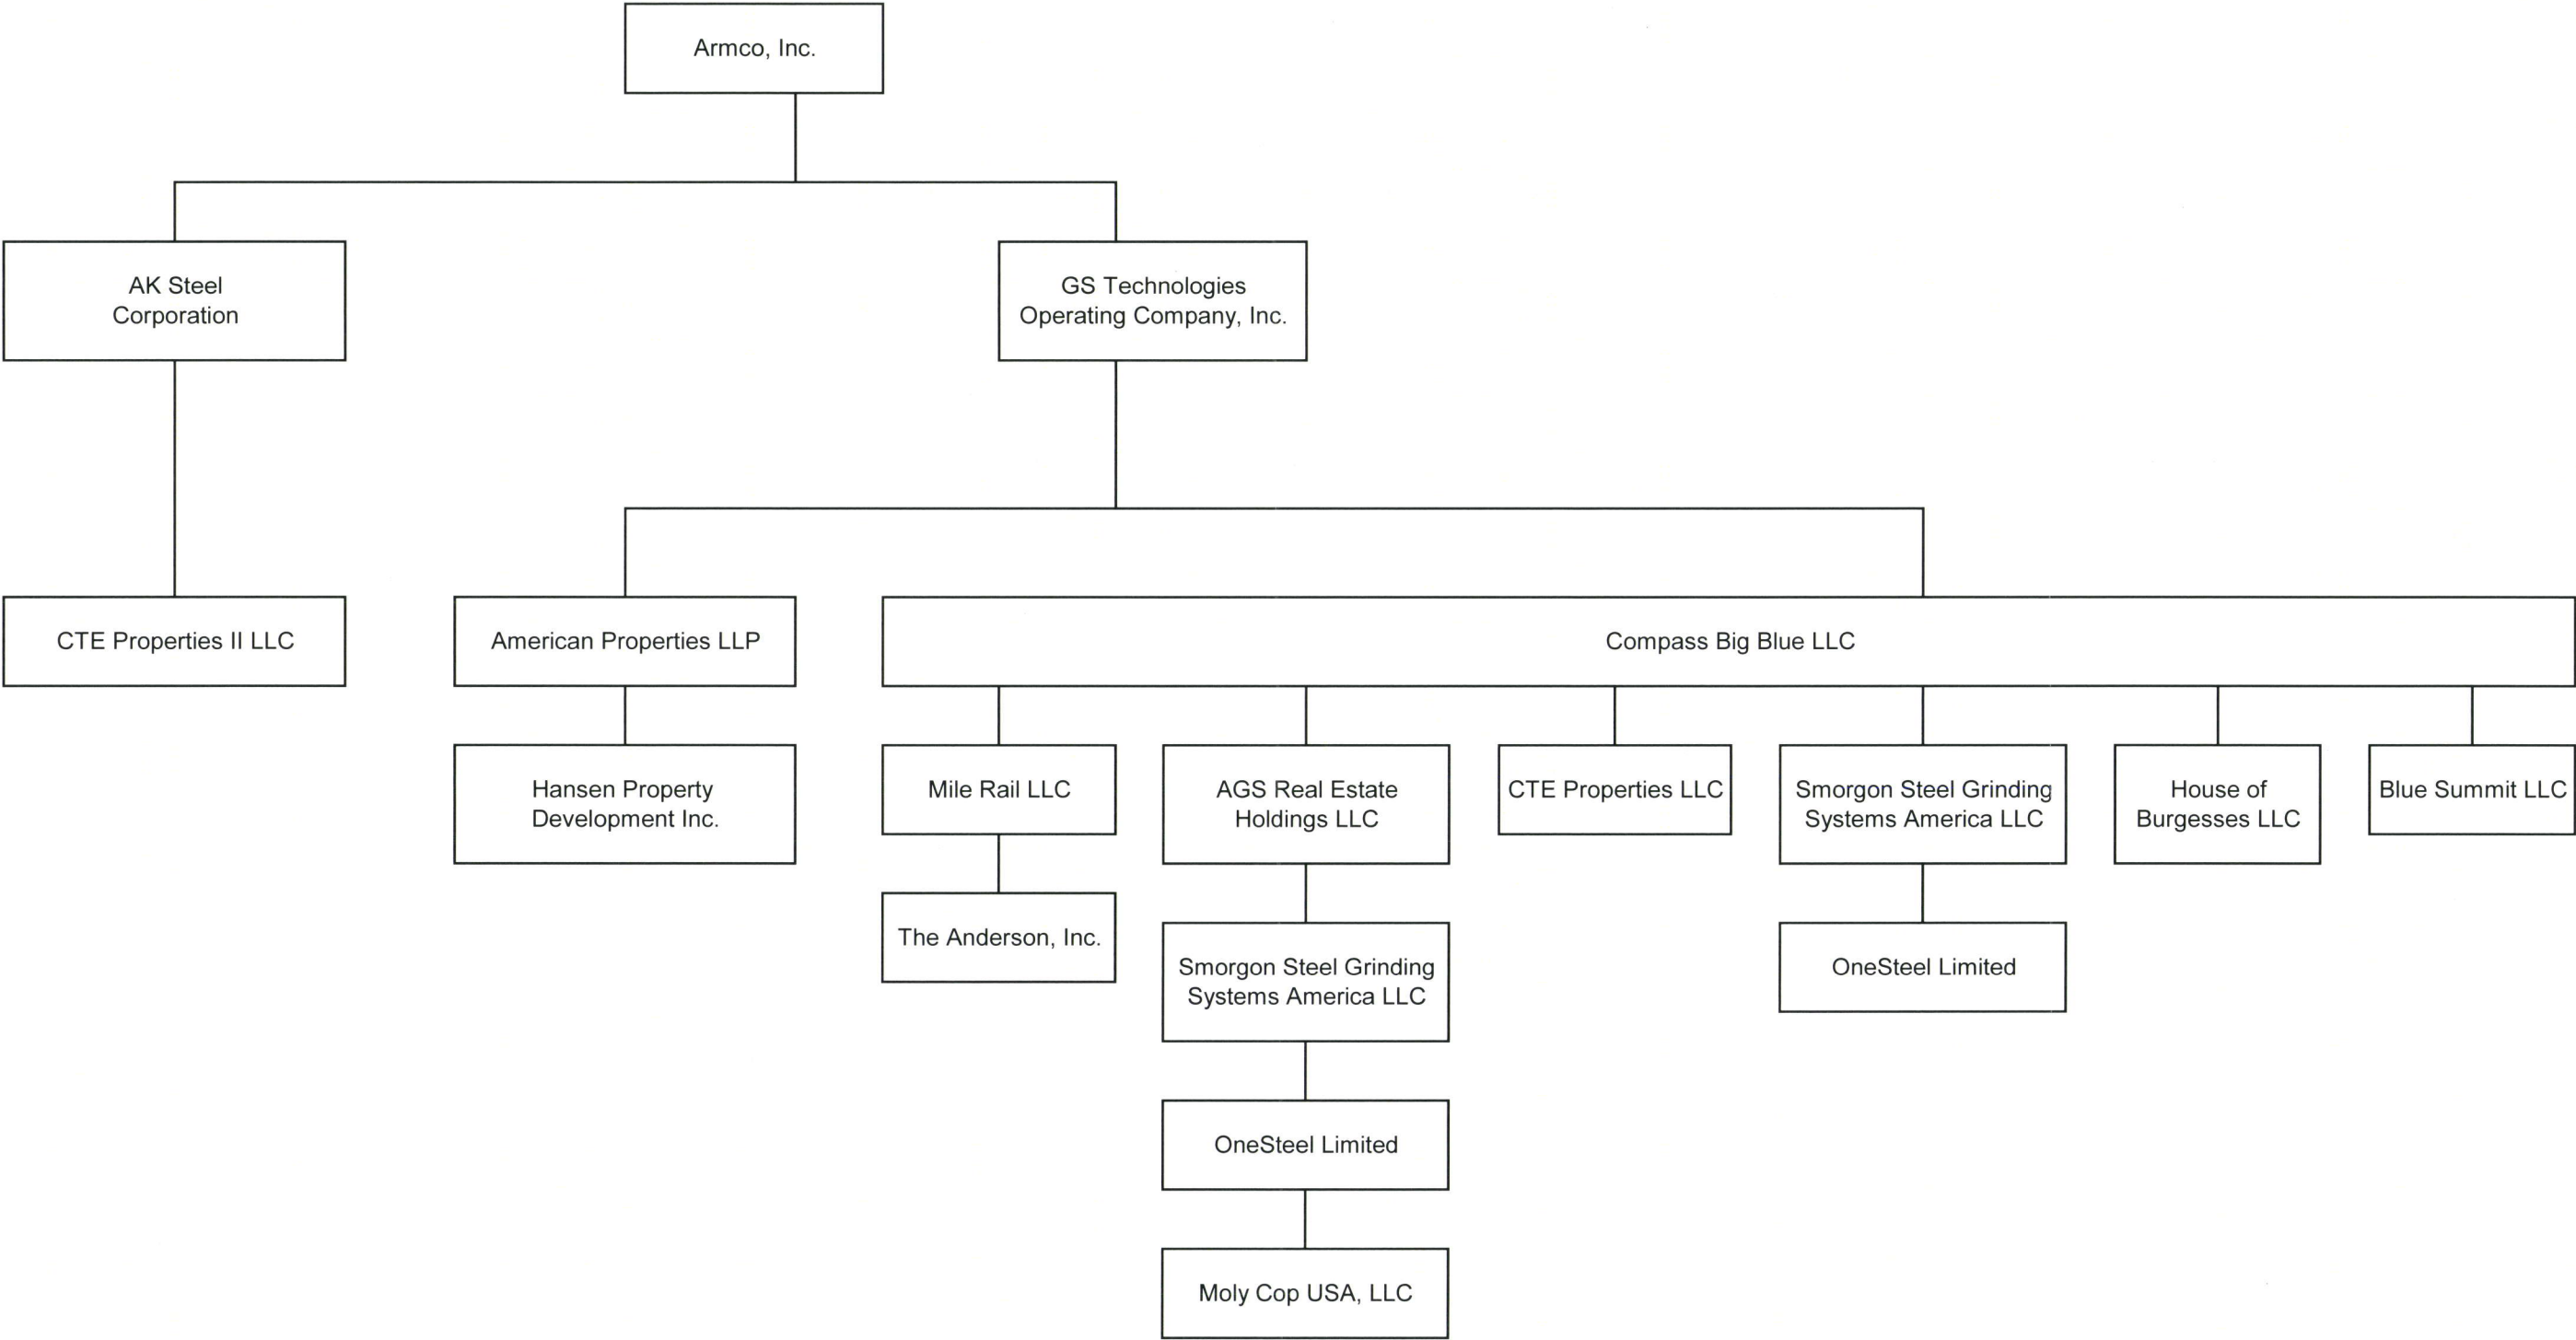 Armco, Inc.
AK Steel
Corporation
GS Technologies
Operating Company, Inc.
CTE Properties II LLC
American Properties LLP
Compass Big Blue LLC
Hansen Property
Development Inc.
Mile Rail LLC
AGS Real Estate
Holdings LLC
CTE Properties LLC
Smorgon Steel Grinding
Systems America LLC
House of
Burgesses LLC
Blue Summit LLC
The Anderson, Inc.
Smorgon Steel Grinding
Systems America LLC
OneSteel Limited
OneSteel Limited
Moly Cop USA, LLC